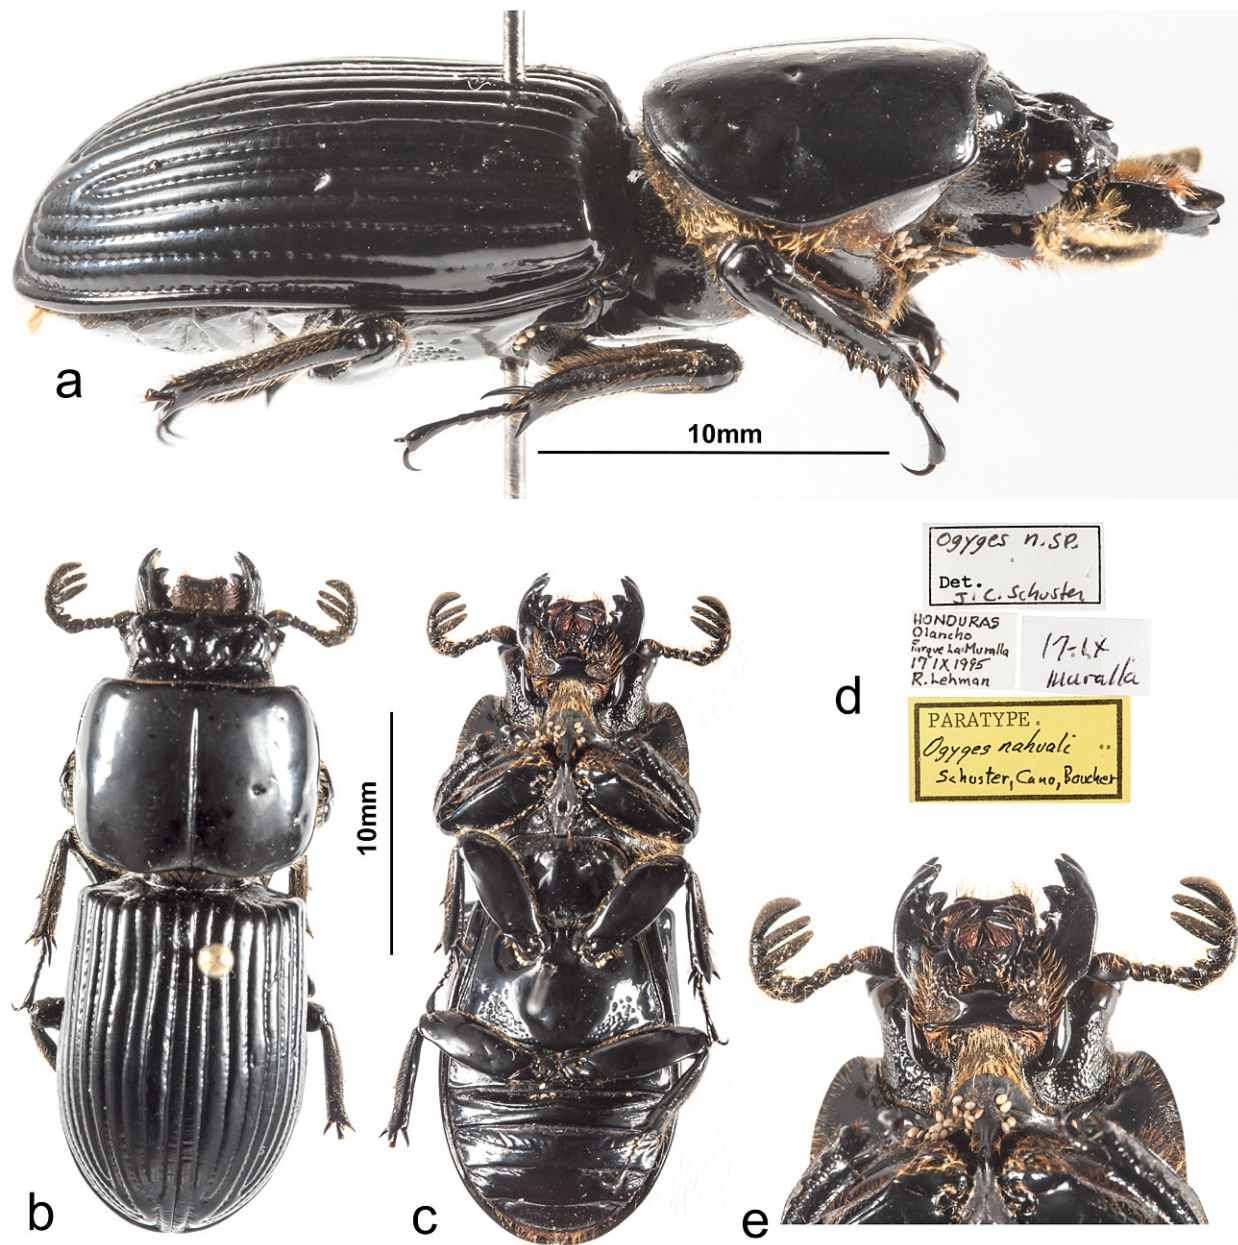 a
10mm
Ogyges n.sp.
Det.
J.C. Schuster
HONDURAS
Olancho
Parque La Muralla
17 IX 1995
R. Lehman
17-IX
Muralla
d
PARATYPE
Ogyges nahuali
Schuster, Cano, Boucher
10mm
b
c
e